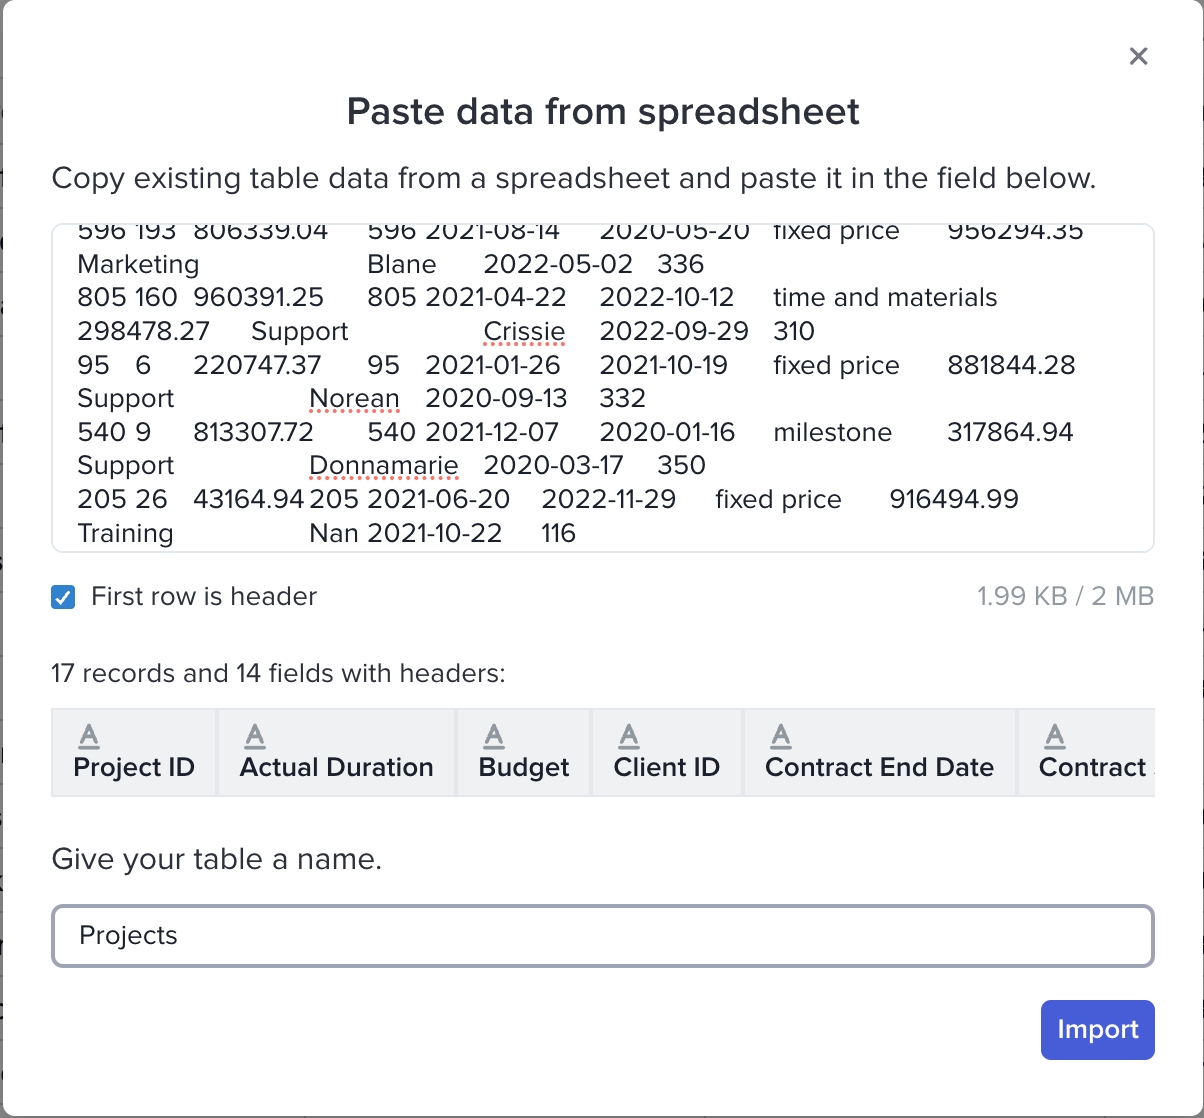 Paste data from spreadsheet
Copy existing table data from a spreadsheet and paste it in the field below.
596 193 806339.04 596 2021-08-14 2020-05-20 fixed price 956294.35
Marketing Blane 2022-05-02 336
805 160 960391.25 805 2021-04-22 2022-10-12 time and materials
298478.27 Support Crissie 2022-09-29 310
95 6 220747.37 95 2021-01-26 2021-10-19 fixed price 881844.28
Support Norean 2020-09-13 332
540 9 813307.72 540 2021-12-07 2020-01-16 milestone 317864.94
Support Donnamarie 2020-03-17 350
205 26 43164.94 205 2021-06-20 2022-11-29 fixed price 916494.99
Training Nan 2021-10-22 116
First row is header 1.99 KB / 2 MB
17 records and 14 fields with headers:
Project ID Actual Duration Budget Client ID Contract End Date Contract
Give your table a name.
Projects
Import